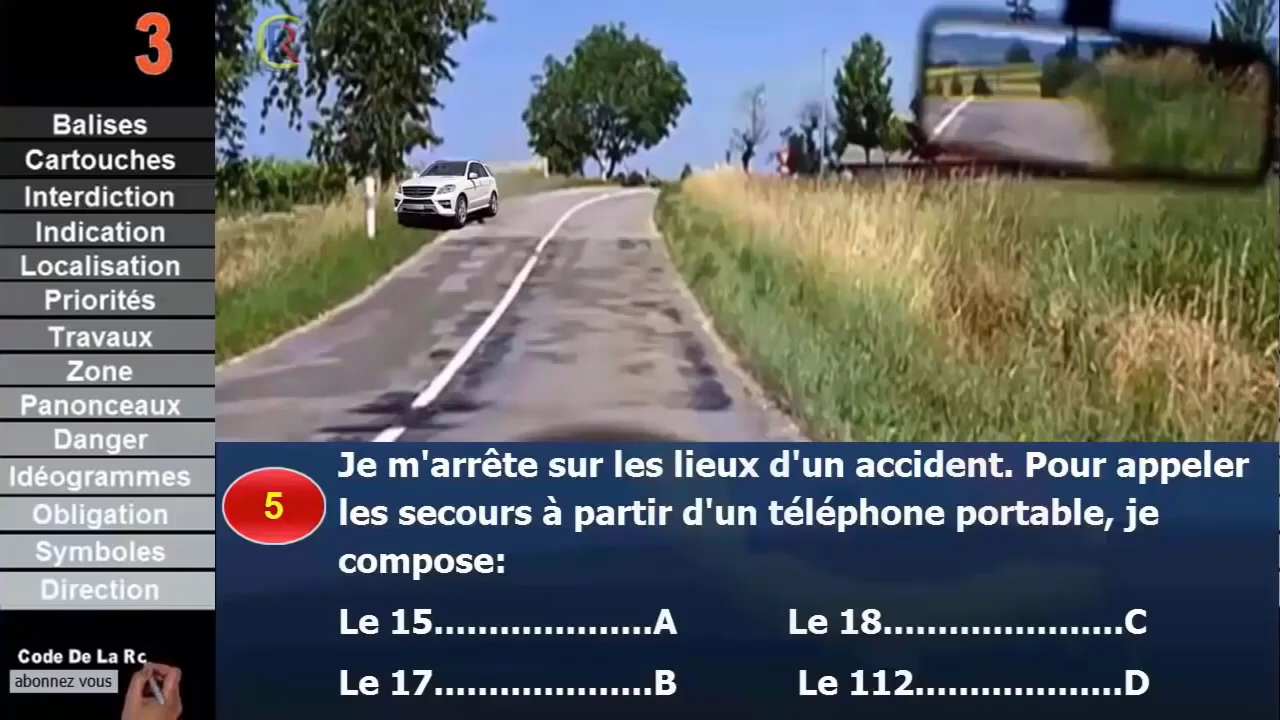 3
Balises
Cartouches
Interdiction
Indication
Localisation
Priorités
Travaux
Zone
Panonceaux
Danger
Idéogrammes
Obligation
Symboles
Direction
Code De La Rc
abonnez vous
5
Je m'arrête sur les lieux d'un accident. Pour appeler
les secours à partir d'un téléphone portable, je
compose:
Le 15....................A
Le 18......................C
Le 17....................B
Le 112...................D